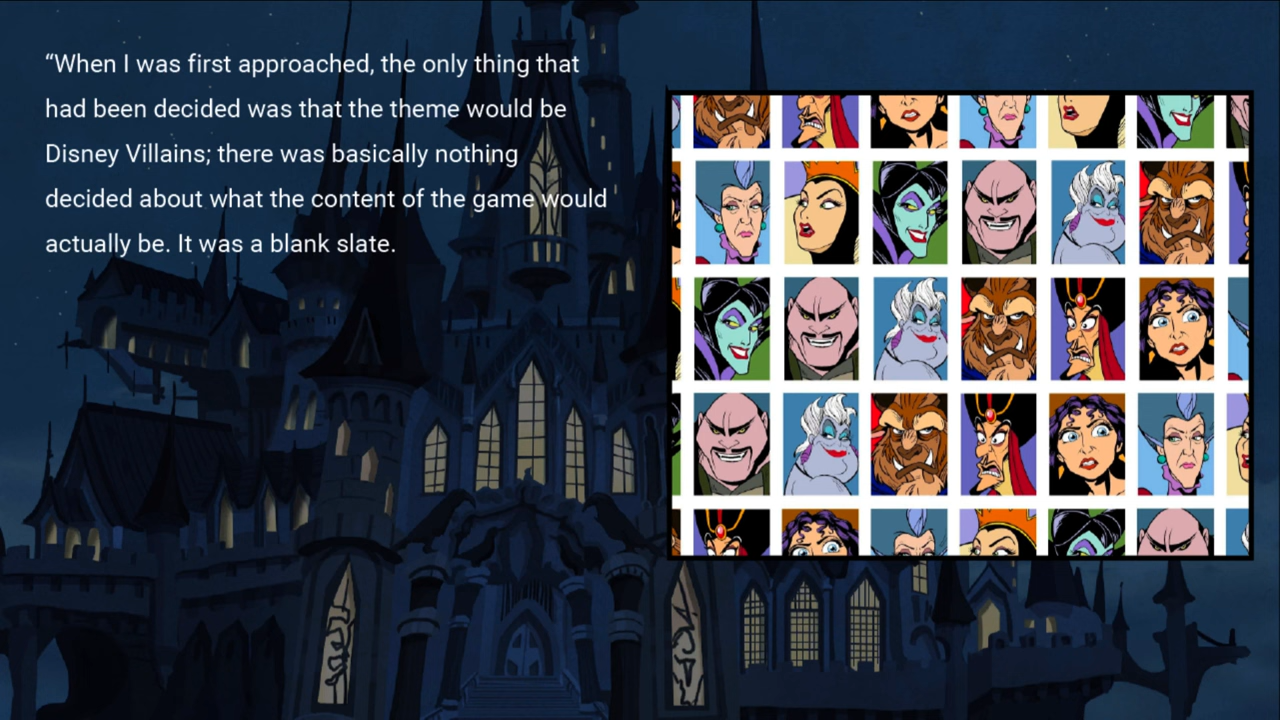 “When I was first approached, the only thing that
had been decided was that the theme would be
Disney Villains; there was basically nothing
decided about what the content of the game would
actually be. It was a blank slate.